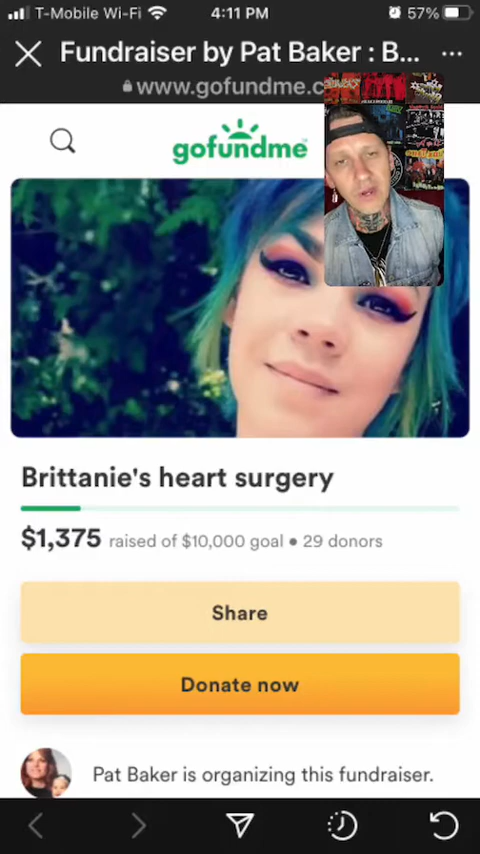 T-Mobile Wi-Fi 4:11 PM 57%
Fundraiser by Pat Baker : B...
www.gofundme.c
gofundme
Brittanie's heart surgery
$1,375 raised of $10,000 goal • 29 donors
Share
Donate now
Pat Baker is organizing this fundraiser.